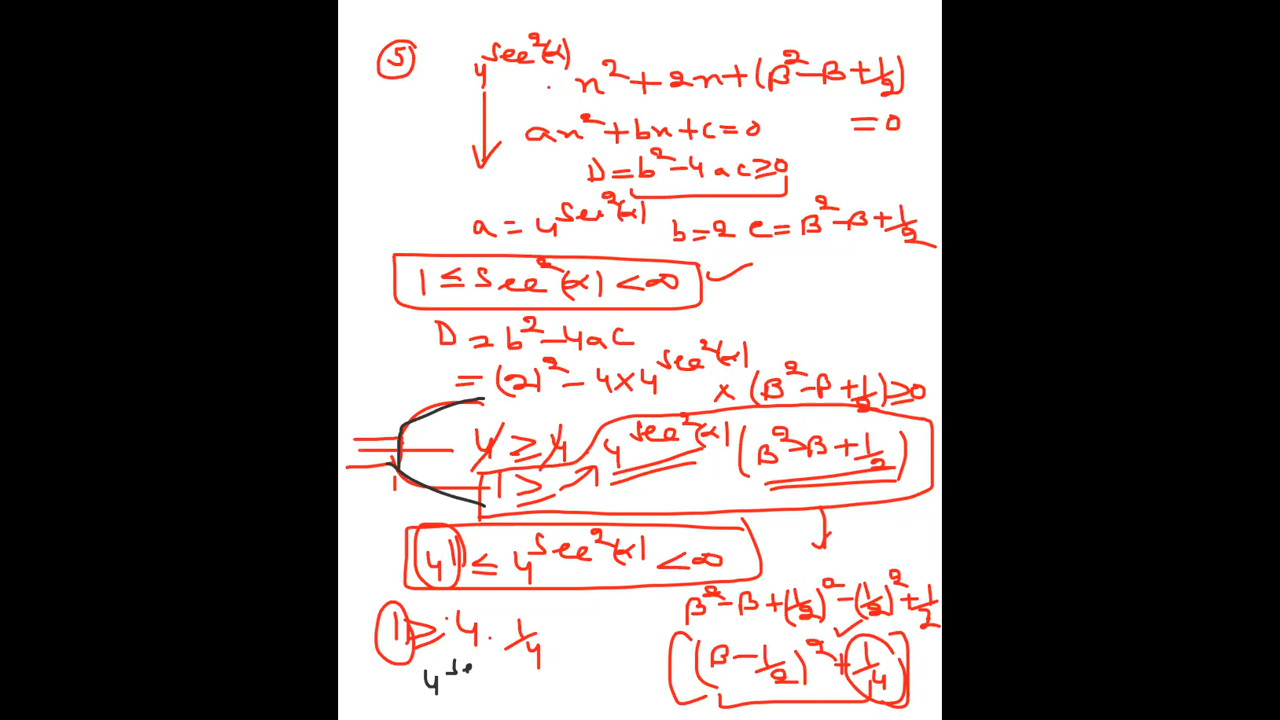 ⑤ 4^sec²(α) · x² + 2x + (β² - β + 1/2) = 0
ax² + bx + c = 0
D = b² - 4ac ≥ 0
a = 4^sec²(α) b = 2 c = β² - β + 1/2
1 ≤ sec²(α) < ∞ ✓
D = b² - 4ac
= (2)² - 4 × 4^sec²(α) × (β² - β + 1/2) ≥ 0
4 ≥ 4 4^sec²(α) (β² - β + 1/2)
1 ≥
1
4¹ ≤ 4^sec²(α) < ∞
β² - β + (1/2)² - (1/2)² + 1/2
[(β - 1/2)² + 1/4]
1 ≥ 4 · 1/4
4^se